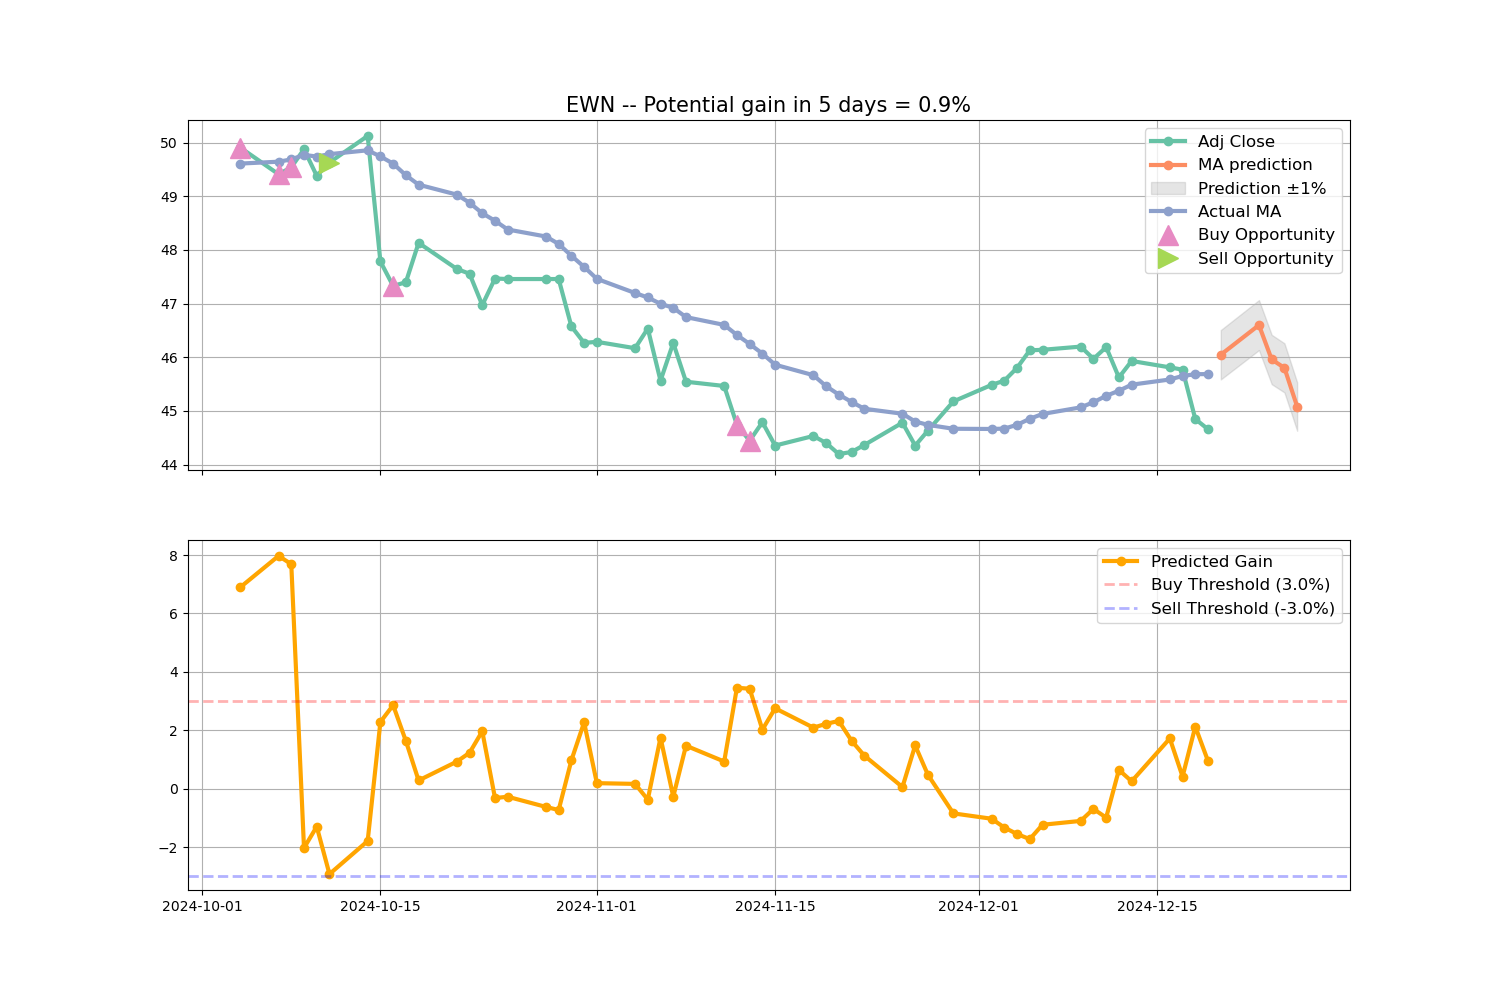 EWN -- Potential gain in 5 days = 0.9%
50
49
48
47
46
45
44
Adj Close
MA prediction
Prediction ±1%
Actual MA
Buy Opportunity
Sell Opportunity
8
6
4
2
0
−2
Predicted Gain
Buy Threshold (3.0%)
Sell Threshold (-3.0%)
2024-10-01
2024-10-15
2024-11-01
2024-11-15
2024-12-01
2024-12-15